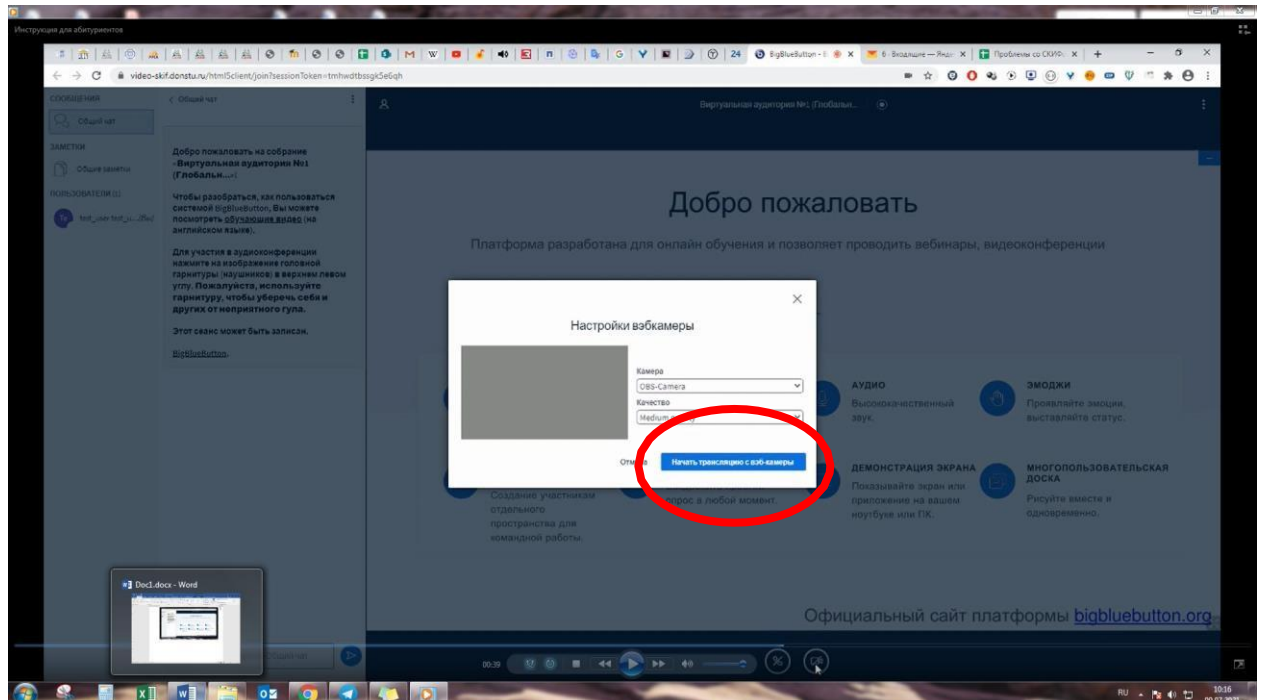 Инструкция для абитуриентов
24
BigBlueButton - 
6 · Входящие — Янде
Проблемы со СКИФ
video-skif.donstu.ru/html5client/join?sessionToken=
СООБЩЕНИЯ
Общий чат
ЗАМЕТКИ
Общие заметки
ПОЛЬЗОВАТЕЛИ (1)
Общий чат
Добро пожаловать на собрание
«Виртуальная аудитория №1
(Глобальн...»!
Чтобы разобраться, как пользоваться
системой BigBlueButton, Вы можете
посмотреть обучающие видео (на
английском языке).
Для участия в аудиоконференции
нажмите на изображение головной
гарнитуры (наушников) в верхнем левом
углу. Пожалуйста, используйте
гарнитуру, чтобы уберечь себя и
других от неприятного гула.
Этот сеанс может быть записан.
BigBlueButton.
Виртуальная аудитория №1 (Глобальн...
Добро пожаловать
Платформа разработана для онлайн обучения и позволяет проводить вебинары, видеоконференции
Настройки вэбкамеры
Камера
OBS-Camera
Качество
Medium
Отмена
Начать трансляцию с вэб-камеры
АУДИО
Высококачественный
звук.
ЭМОДЖИ
Проявляйте эмоции,
выставляйте статус.
Создание участникам
отдельного
пространства для
командной работы.
прос в любой момент.
ДЕМОНСТРАЦИЯ ЭКРАНА
Показывайте экран или
приложение на вашем
ноутбуке или ПК.
МНОГОПОЛЬЗОВАТЕЛЬСКАЯ
ДОСКА
Рисуйте вместе и
одновременно.
Doc1.docx - Word
Официальный сайт платформы bigbluebutton.org
Общий чат
00:39
RU
10:16